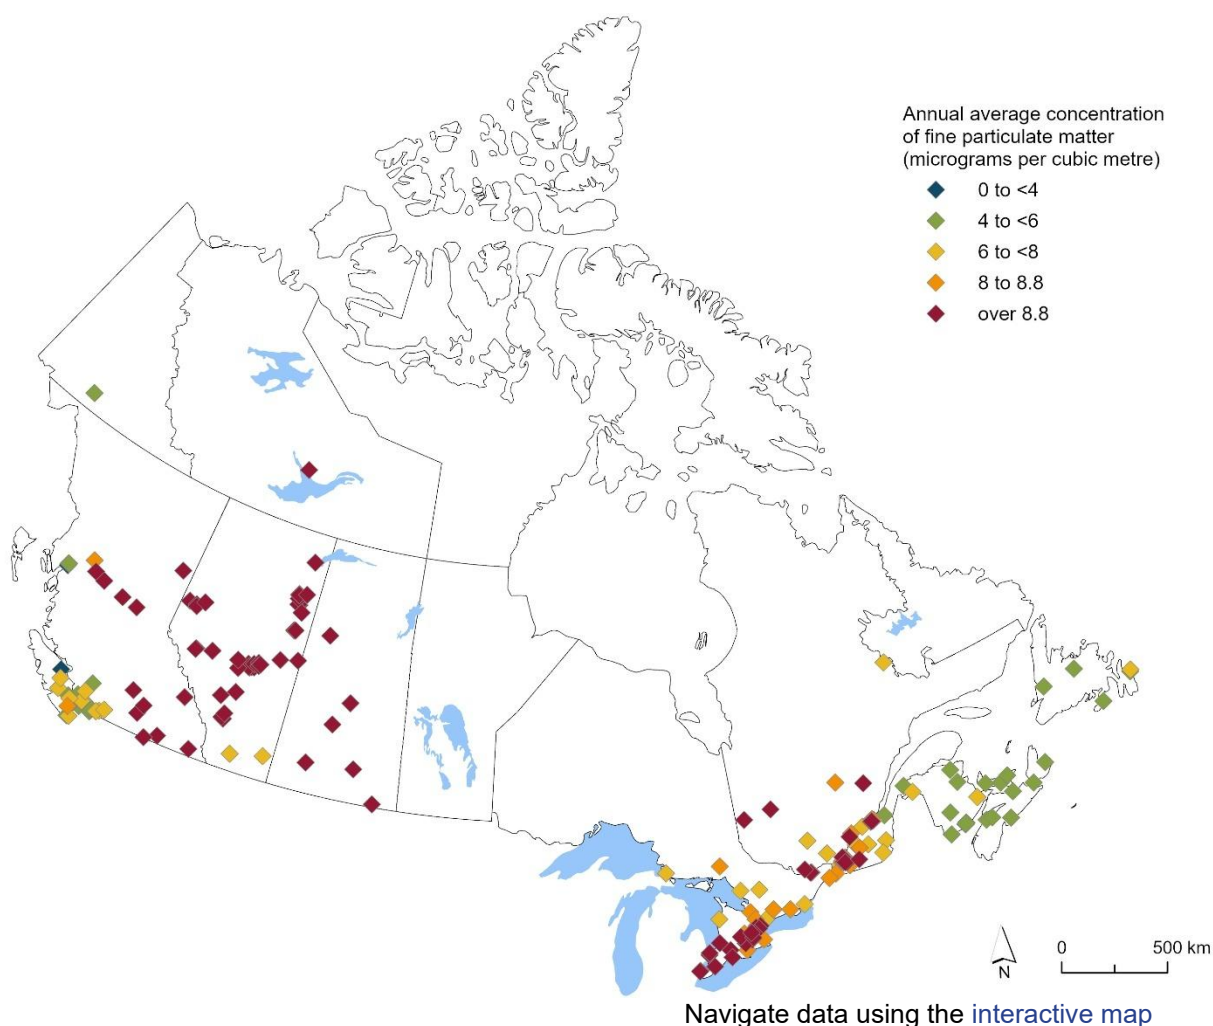 Annual average concentration
of fine particulate matter
(micrograms per cubic metre)
0 to <4
4 to <6
6 to <8
8 to 8.8
over 8.8
N
0 500 km
Navigate data using the interactive map